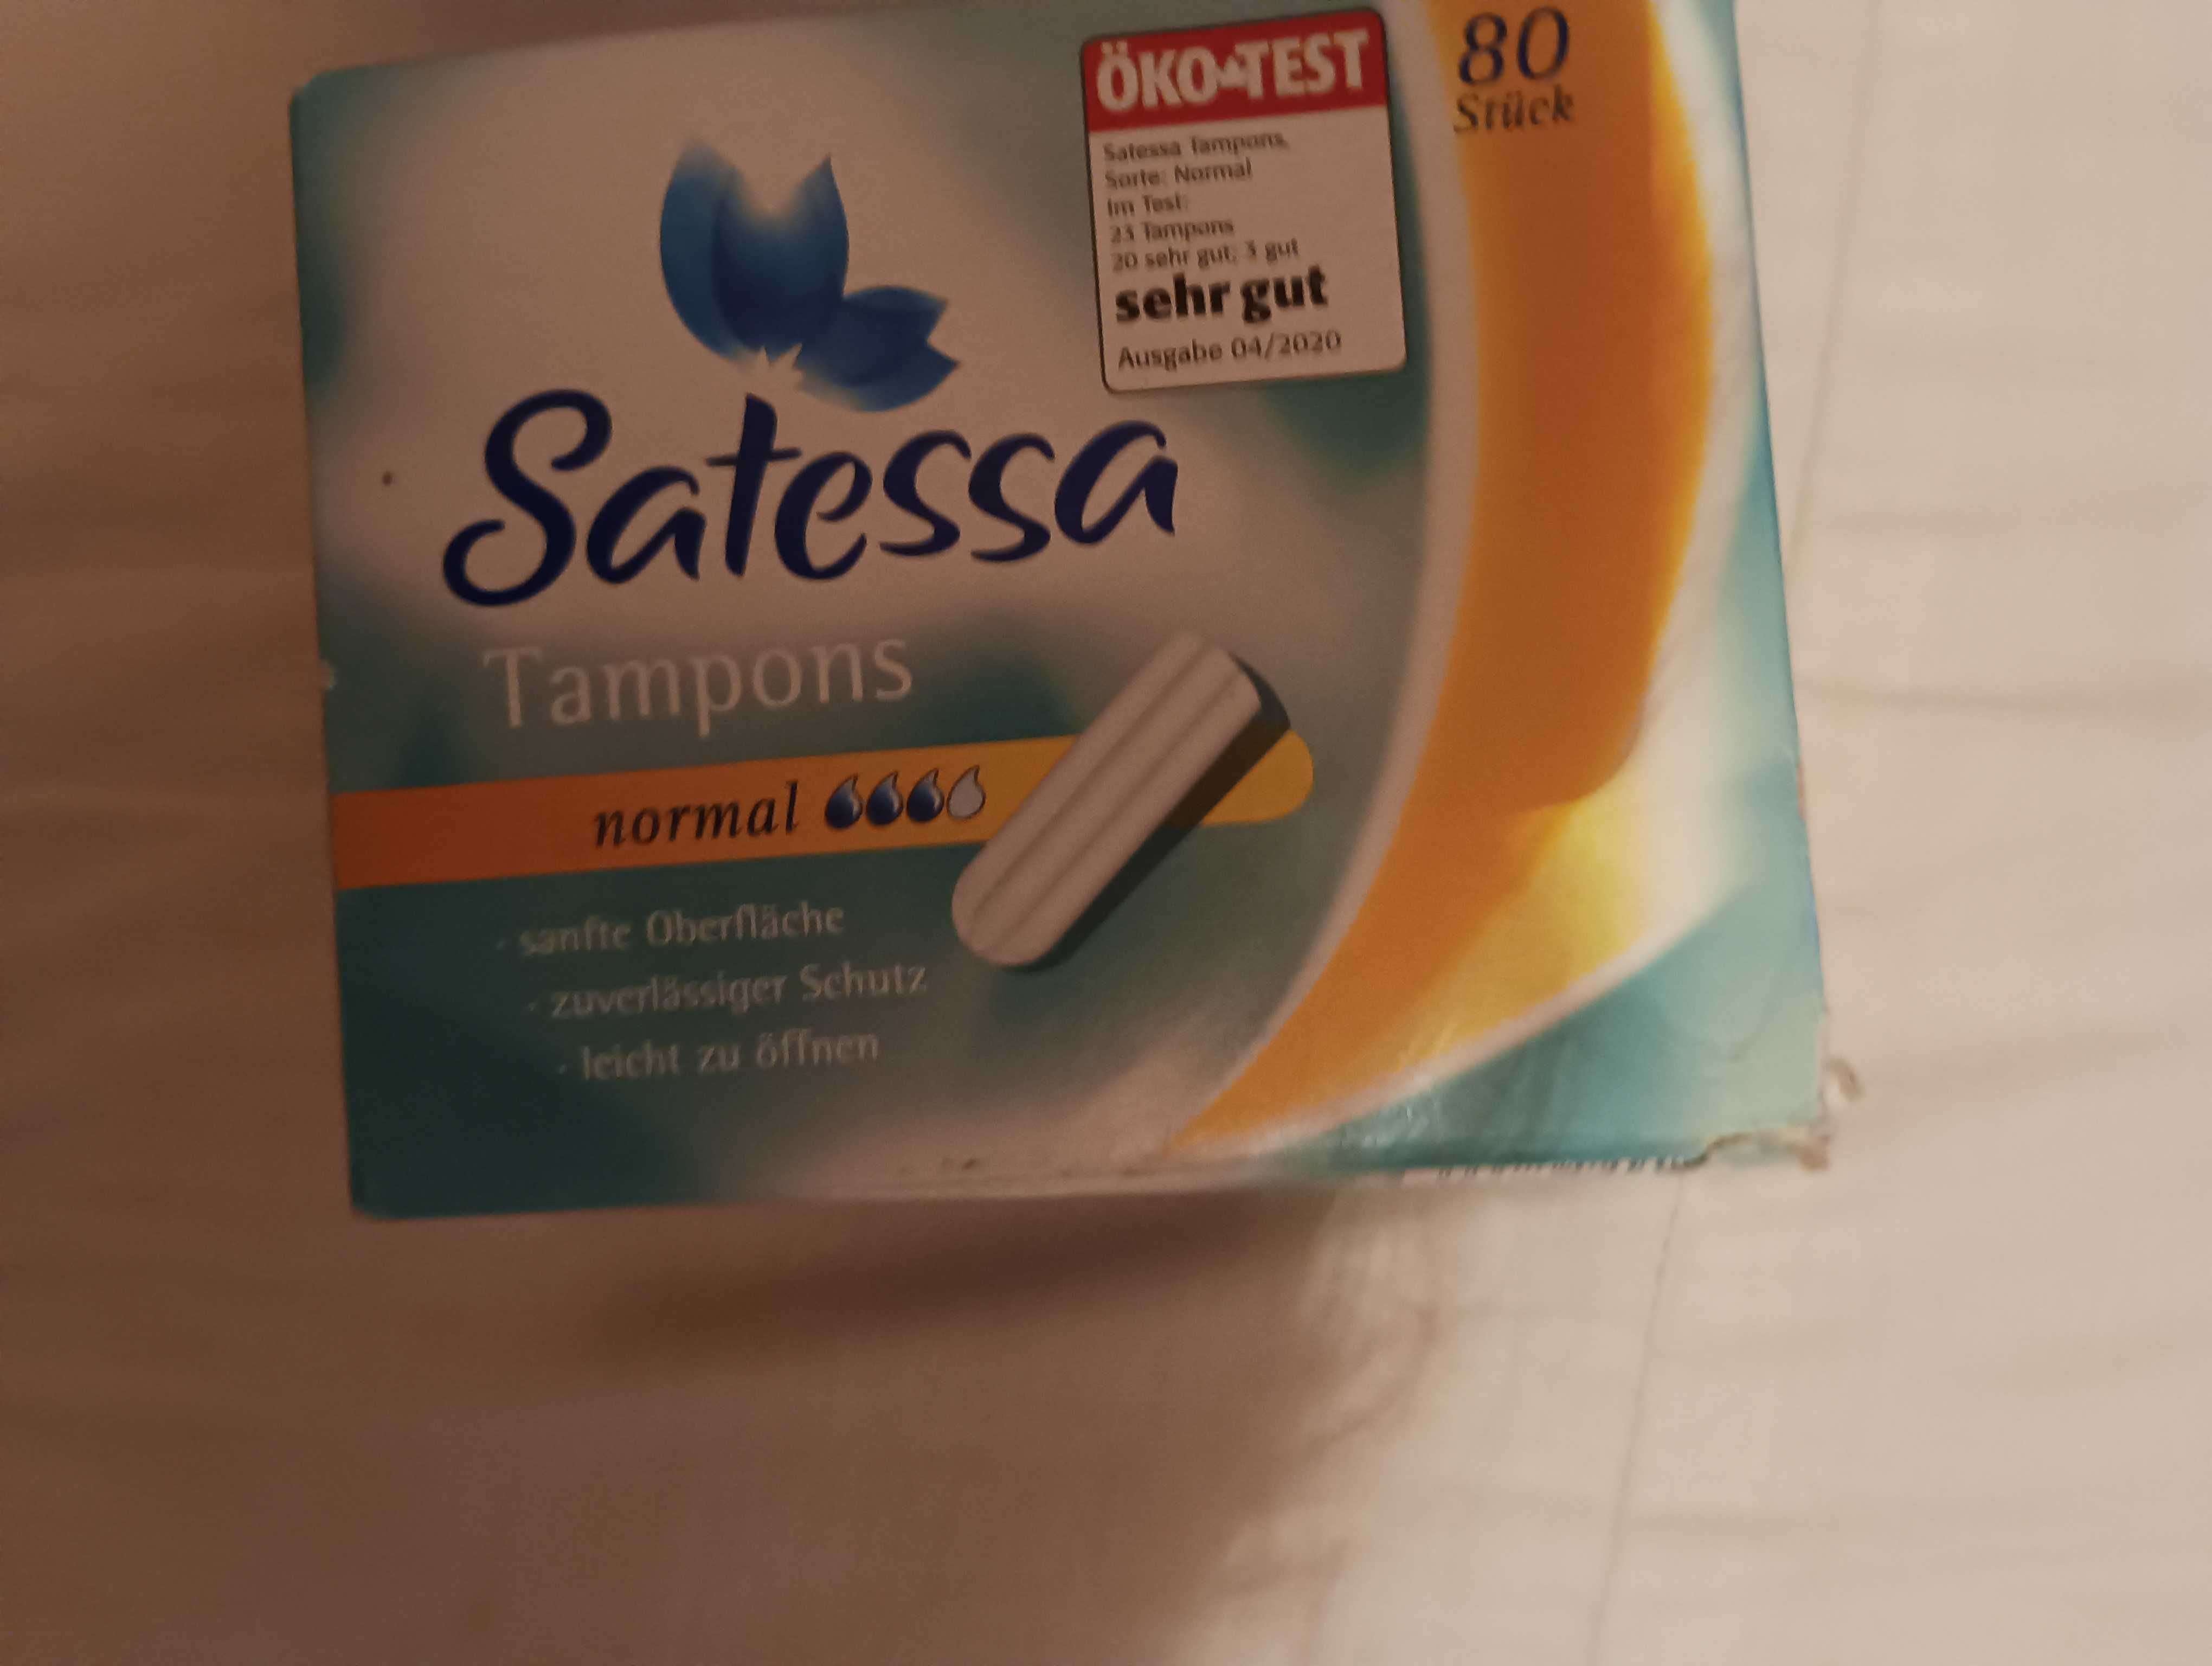 ÖKO-TEST
Satessa Tampons,
Sorte: Normal
Im Test:
23 Tampons
20 sehr gut; 3 gut
sehr gut
Ausgabe 04/2020
80
Stück
Satessa
Tampons
normal
- sanfte Oberfläche
- zuverlässiger Schutz
- leicht zu öffnen